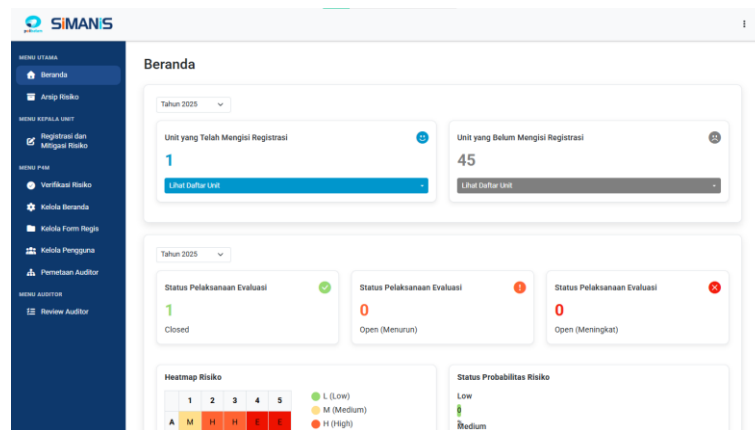 SiMANiS
MENU UTAMA
Beranda
Arsip Risiko
MENU KEPALA UNIT
Registrasi dan
Mitigasi Risiko
MENU P4M
Verifikasi Risiko
Kelola Beranda
Kelola Form Regis
Kelola Pengguna
Pemetaan Auditor
MENU AUDITOR
Review Auditor
Beranda
Tahun 2025
Unit yang Telah Mengisi Registrasi
1
Lihat Daftar Unit
Unit yang Belum Mengisi Registrasi
45
Lihat Daftar Unit
Tahun 2025
Status Pelaksanaan Evaluasi
1
Closed
Status Pelaksanaan Evaluasi
0
Open (Menurun)
Status Pelaksanaan Evaluasi
0
Open (Meningkat)
Heatmap Risiko
1 2 3 4 5
A M H H E E
L (Low)
M (Medium)
H (High)
Status Probabilitas Risiko
Low
0
Medium